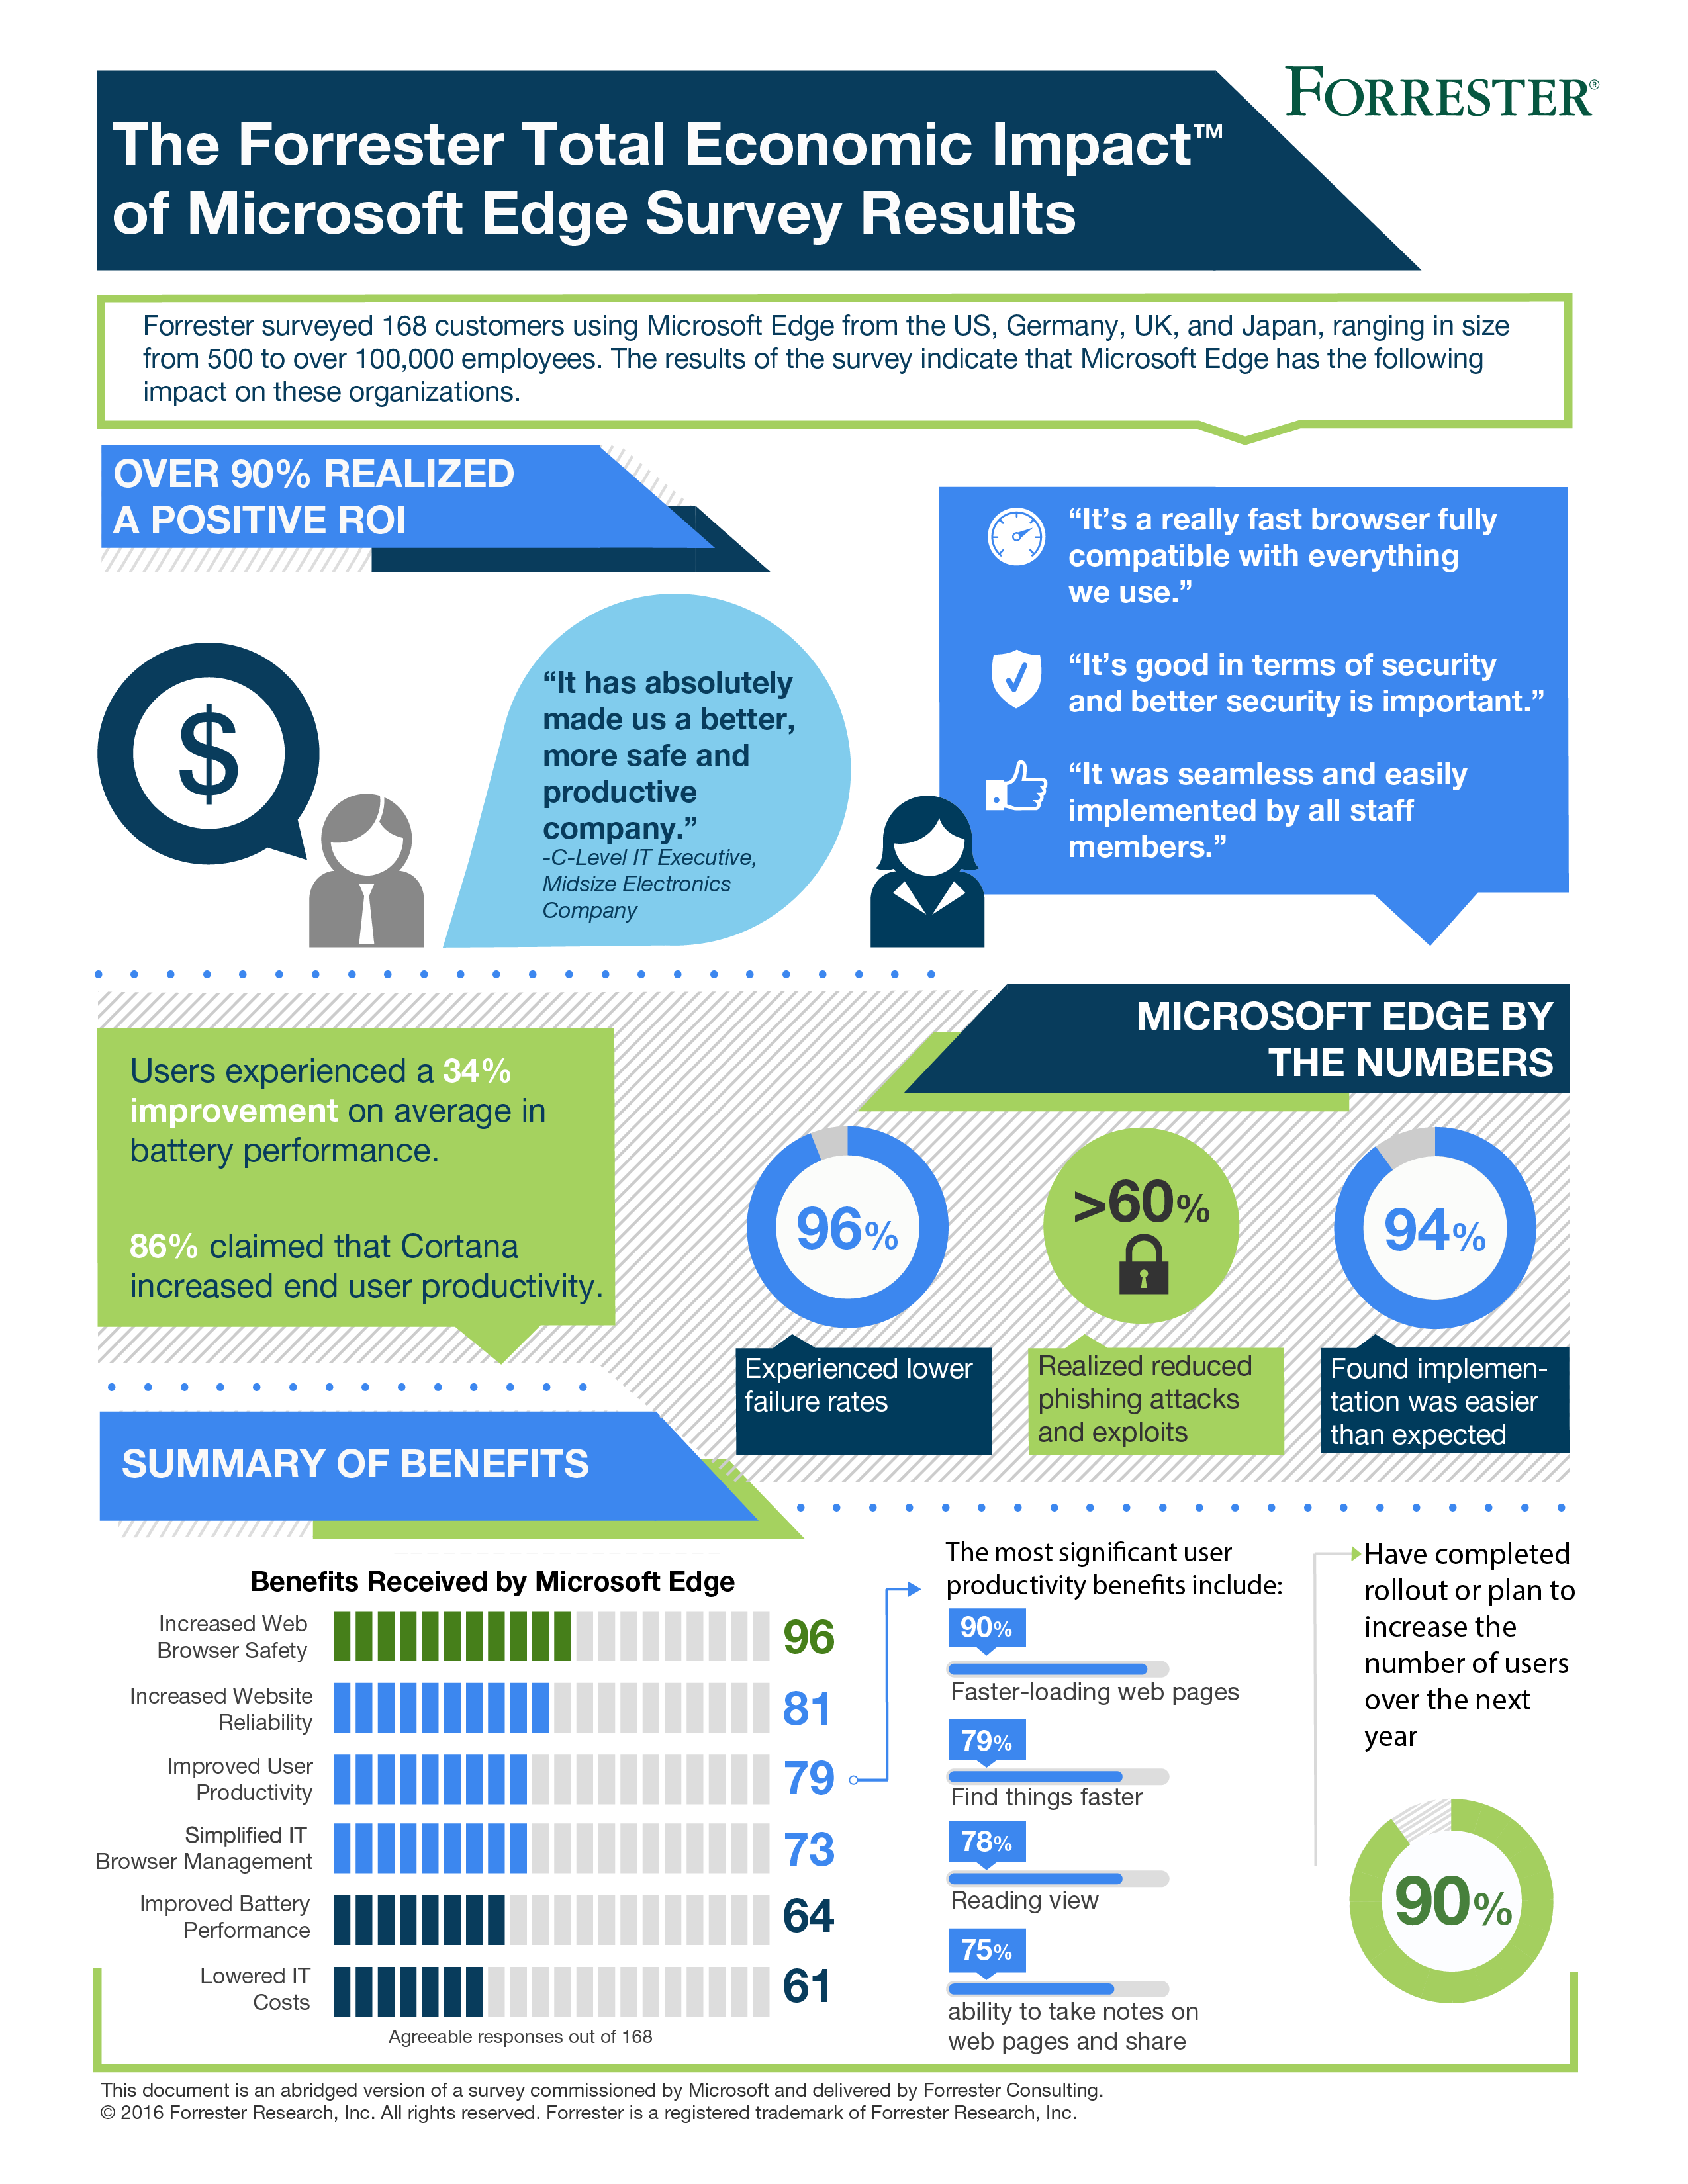 FORRESTER®
The Forrester Total Economic Impact™
of Microsoft Edge Survey Results
Forrester surveyed 168 customers using Microsoft Edge from the US, Germany, UK, and Japan, ranging in size
from 500 to over 100,000 employees. The results of the survey indicate that Microsoft Edge has the following
impact on these organizations.
OVER 90% REALIZED
A POSITIVE ROI
$
“It has absolutely
made us a better,
more safe and
productive
company.”
-C-Level IT Executive,
Midsize Electronics
Company
“It’s a really fast browser fully
compatible with everything
we use.”
“It’s good in terms of security
and better security is important.”
“It was seamless and easily
implemented by all staff
members.”
Users experienced a 34%
improvement on average in
battery performance.
86% claimed that Cortana
increased end user productivity.
MICROSOFT EDGE BY
THE NUMBERS
96%
Experienced lower
failure rates
>60%
Realized reduced
phishing attacks
and exploits
94%
Found implemen-
tation was easier
than expected
SUMMARY OF BENEFITS
Benefits Received by Microsoft Edge
Increased Web
Browser Safety
96
Increased Website
Reliability
81
Improved User
Productivity
79
Simplified IT
Browser Management
73
Improved Battery
Performance
64
Lowered IT
Costs
61
Agreeable responses out of 168
The most significant user
productivity benefits include:
90%
Faster-loading web pages
79%
Find things faster
78%
Reading view
75%
ability to take notes on
web pages and share
Have completed
rollout or plan to
increase the
number of users
over the next
year
90%
This document is an abridged version of a survey commissioned by Microsoft and delivered by Forrester Consulting.
© 2016 Forrester Research, Inc. All rights reserved. Forrester is a registered trademark of Forrester Research, Inc.